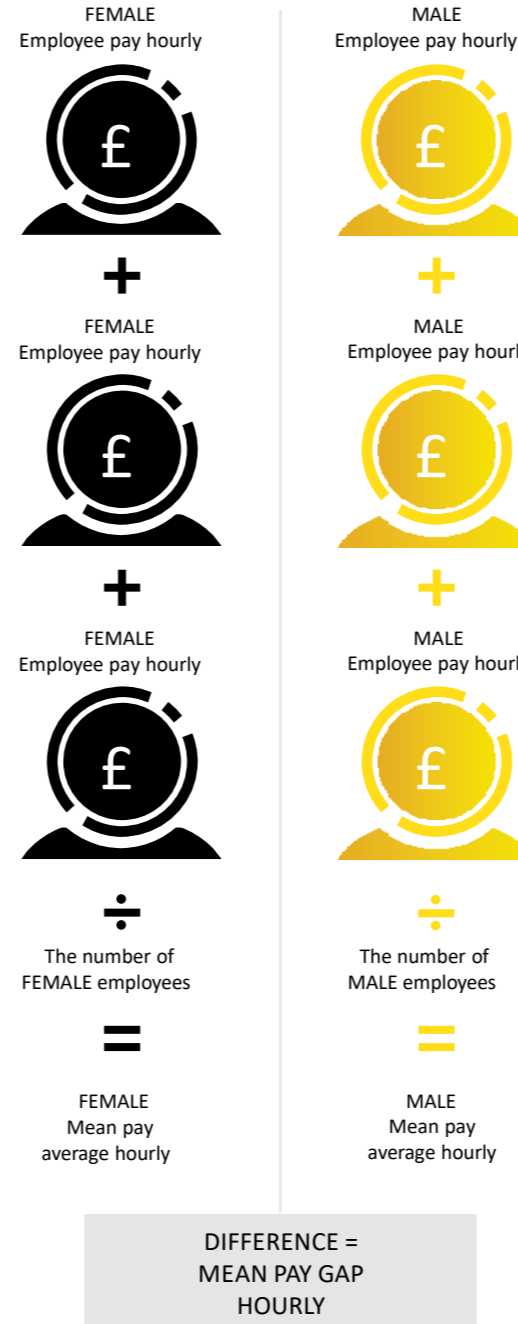 FEMALE
Employee pay hourly
£
+
FEMALE
Employee pay hourly
£
+
FEMALE
Employee pay hourly
£
÷
The number of
FEMALE employees
=
FEMALE
Mean pay
average hourly
MALE
Employee pay hourly
£
+
MALE
Employee pay hourl
£
+
MALE
Employee pay hourl
£
÷
The number of
MALE employees
=
MALE
Mean pay
average hourly
DIFFERENCE =
MEAN PAY GAP
HOURLY